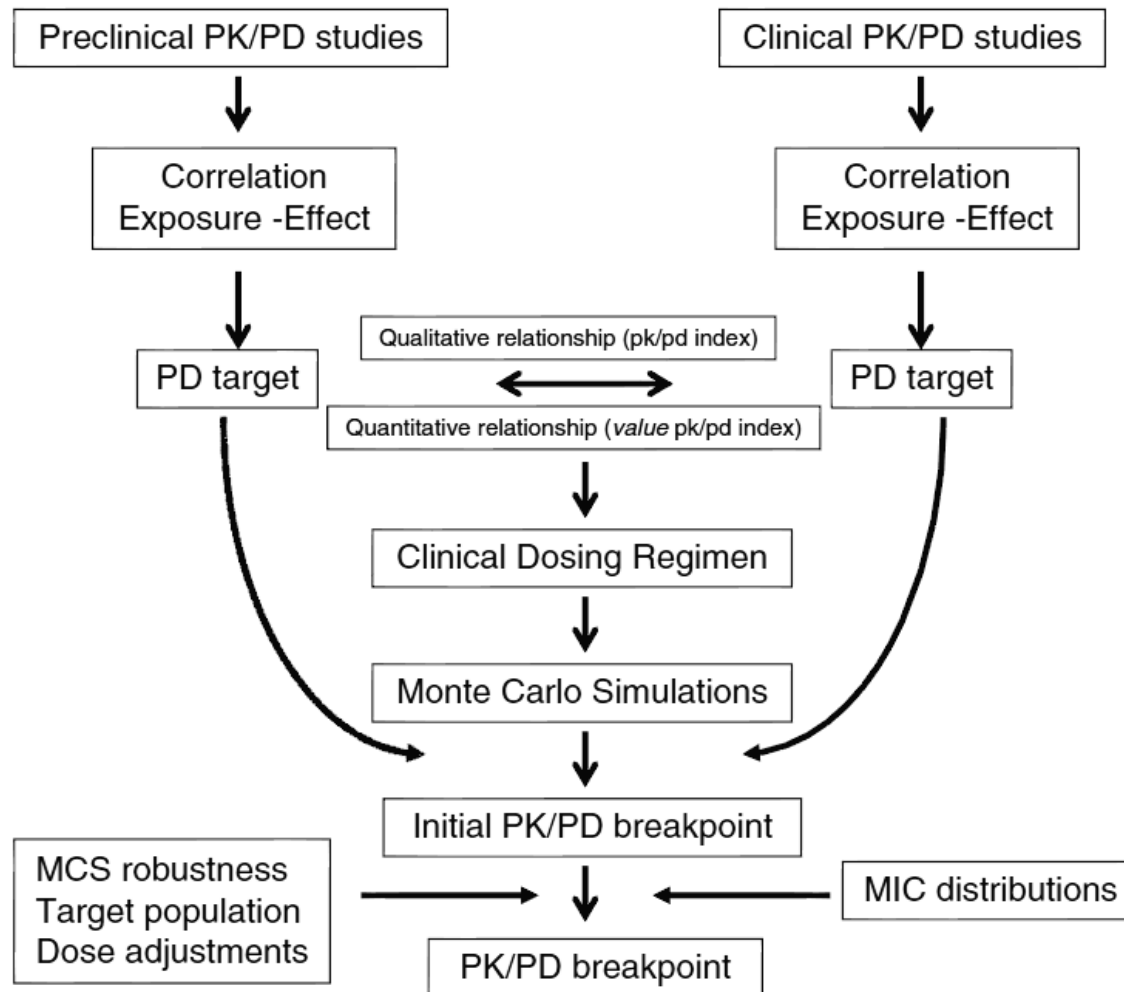 Preclinical PK/PD studies
Clinical PK/PD studies
Correlation
Exposure -Effect
Correlation
Exposure -Effect
Qualitative relationship (pk/pd index)
PD target
PD target
Quantitative relationship (value pk/pd index)
Clinical Dosing Regimen
Monte Carlo Simulations
Initial PK/PD breakpoint
MCS robustness
Target population
Dose adjustments
MIC distributions
PK/PD breakpoint